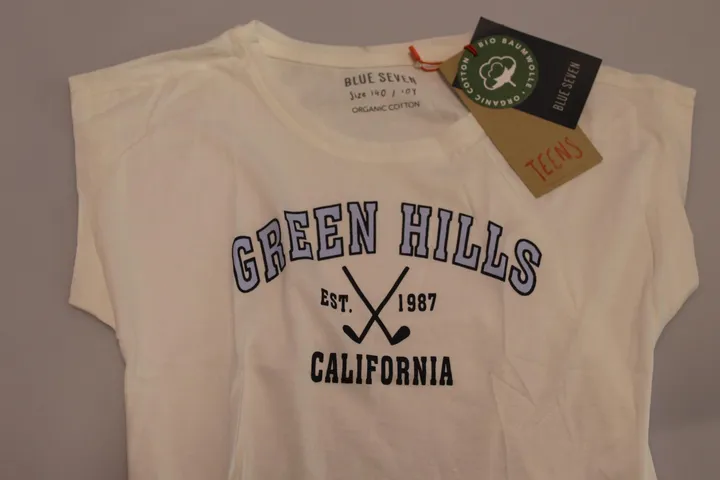 BLUE SEVEN
Size 140 / 10Y
ORGANIC COTTON
BIO BAUMWOLLE · ORGANIC COTTON ·
BLUE SEVEN
TEENS
GREEN HILLS
EST. 1987
CALIFORNIA